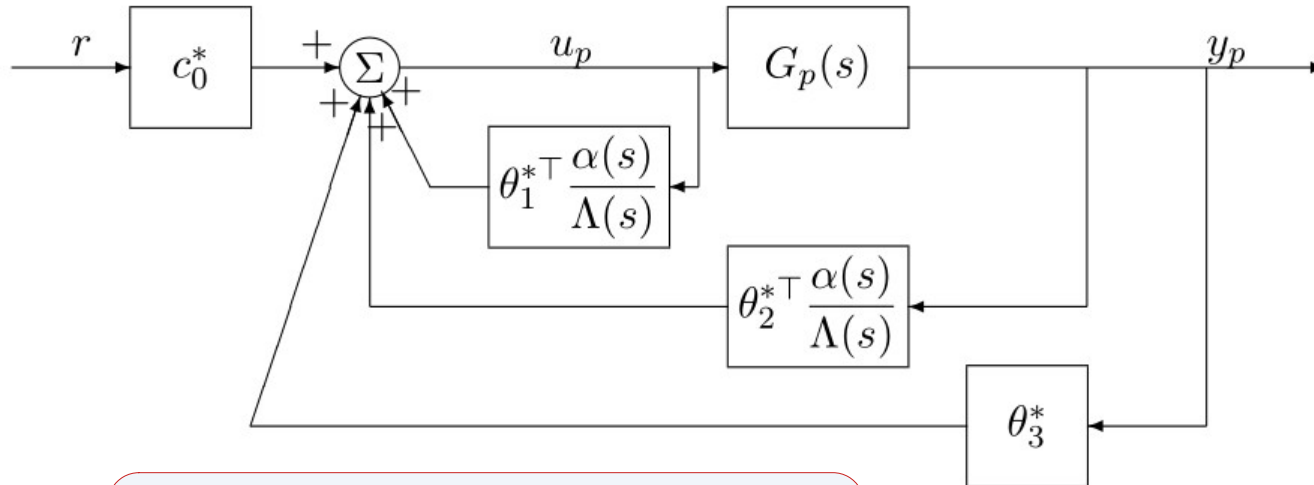 r
c_0^*
+
Σ
+
+
+
u_p
G_p(s)
y_p
θ_1^{*⊤} α(s)/Λ(s)
θ_2^{*⊤} α(s)/Λ(s)
θ_3^*